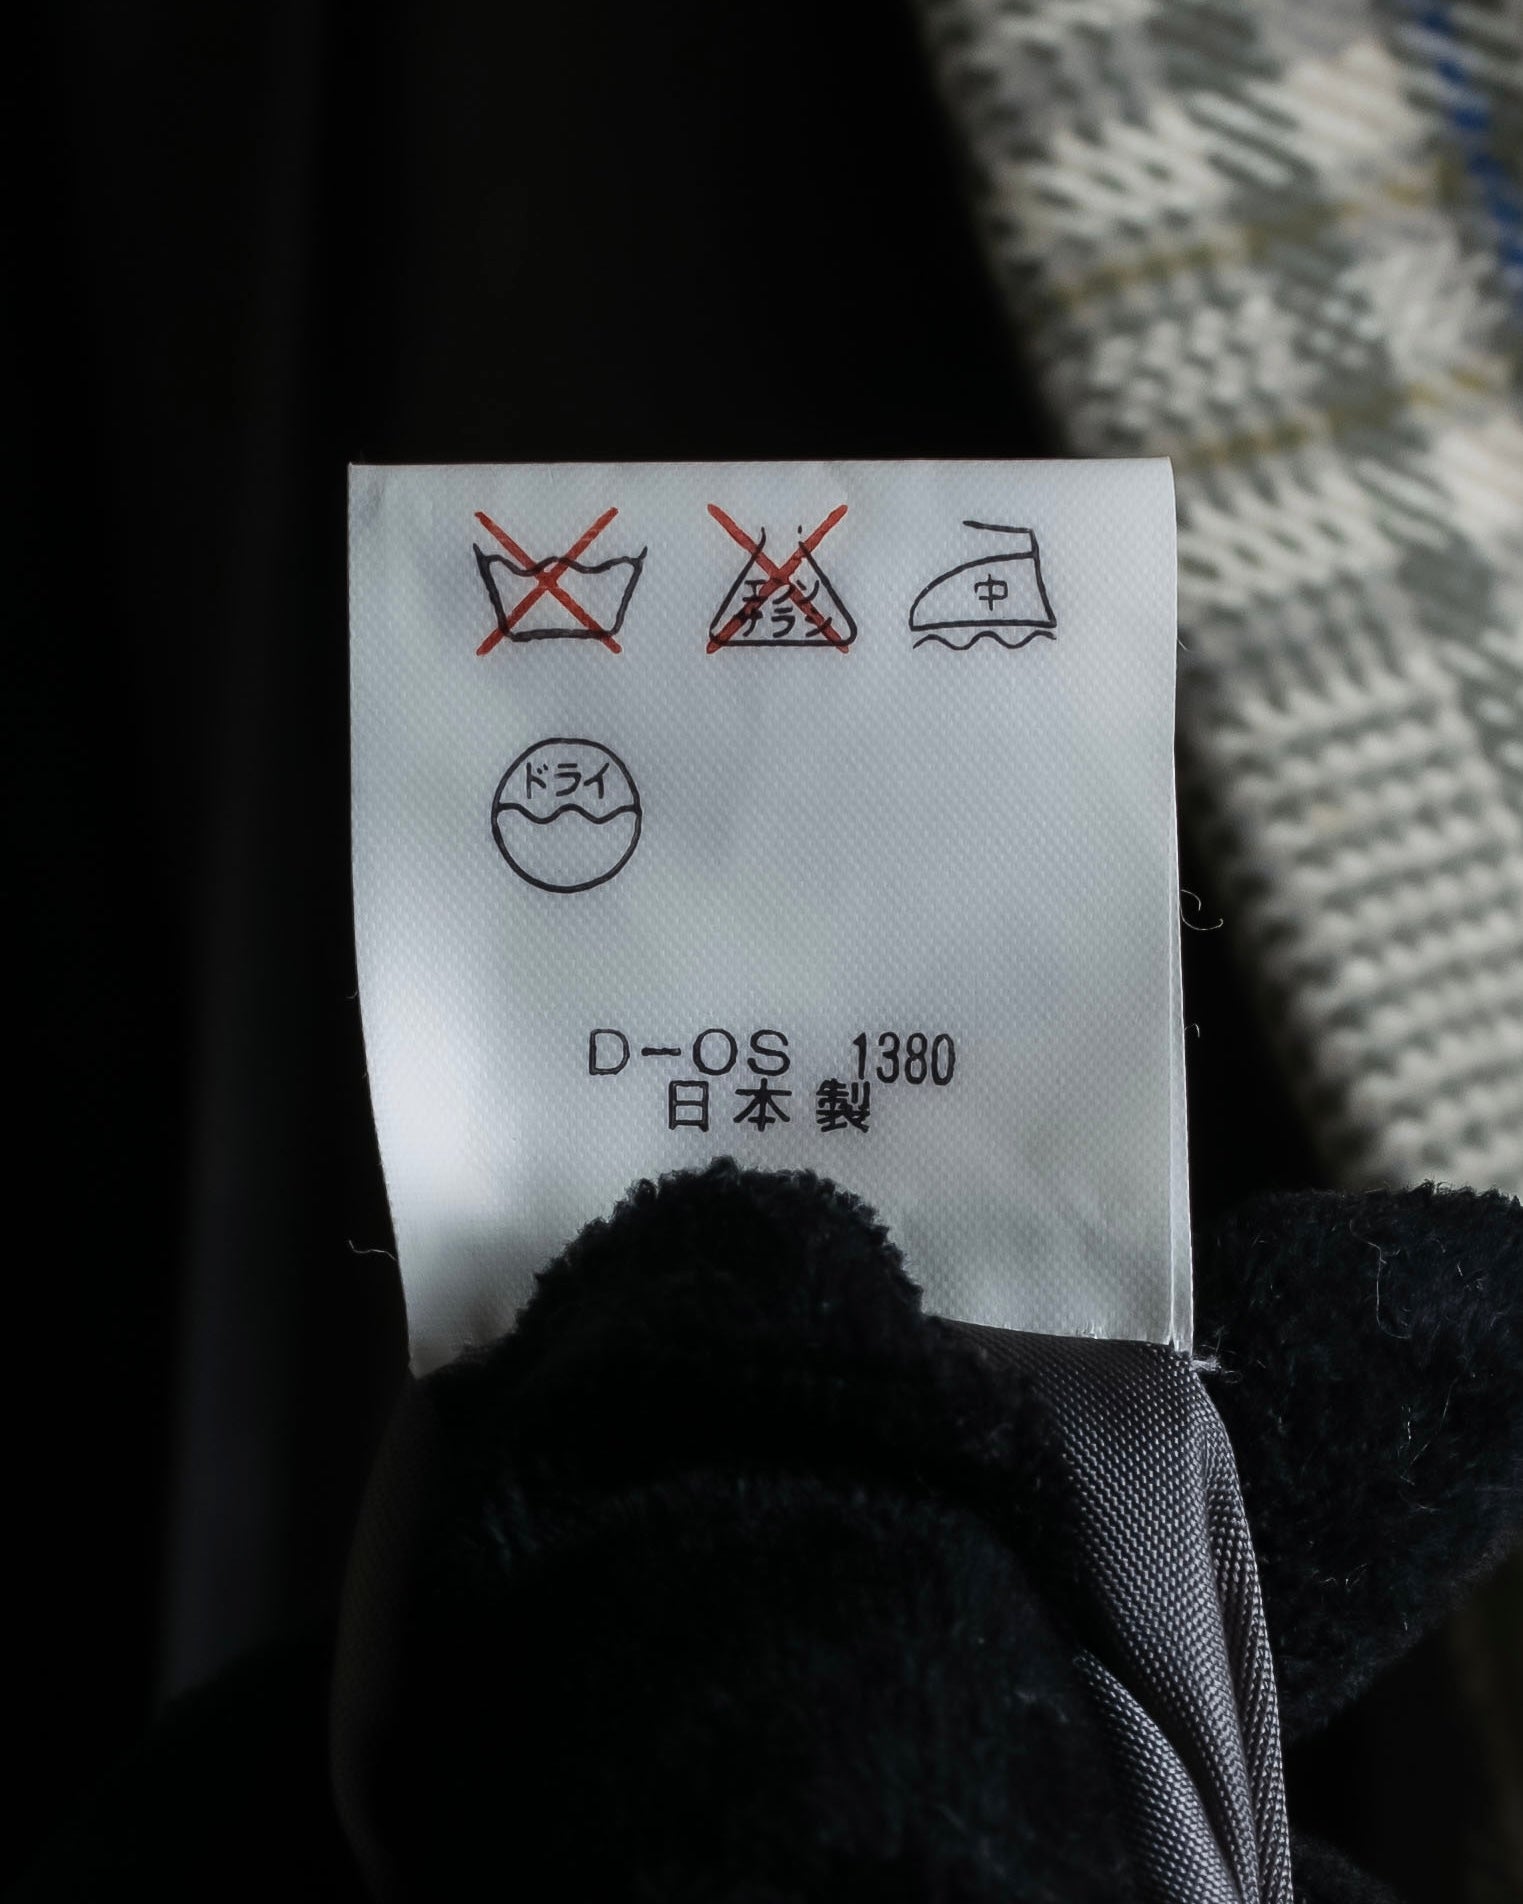 エンソ
サラシ
中
ドライ
D-OS 1380
日本製